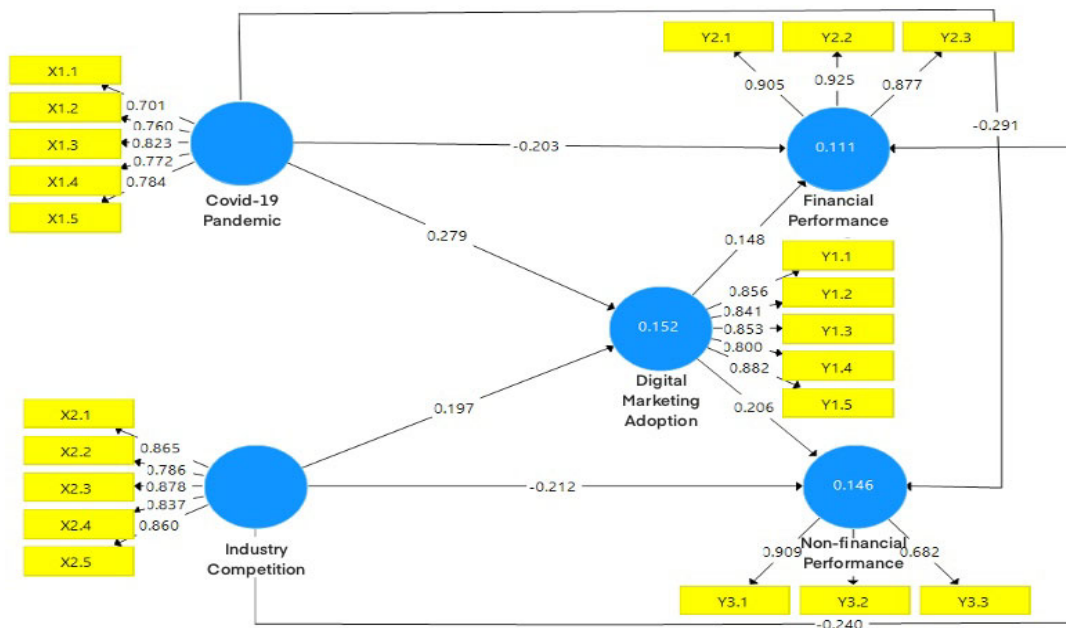 Y2.1
Y2.2
Y2.3
X1.1
X1.2
X1.3
X1.4
X1.5
0.701
0.760
0.823
0.772
0.784
0.905
0.925
0.877
-0.291
-0.203
0.111
Covid-19
Pandemic
Financial
Performance
0.279
0.148
Y1.1
Y1.2
Y1.3
Y1.4
Y1.5
0.856
0.841
0.853
0.800
0.882
0.152
Digital
Marketing
Adoption
0.197
0.206
X2.1
X2.2
X2.3
X2.4
X2.5
0.865
0.786
0.878
0.837
0.860
-0.212
0.146
Industry
Competition
Non-financial
Performance
0.909
0.682
Y3.1
Y3.2
Y3.3
-0.240